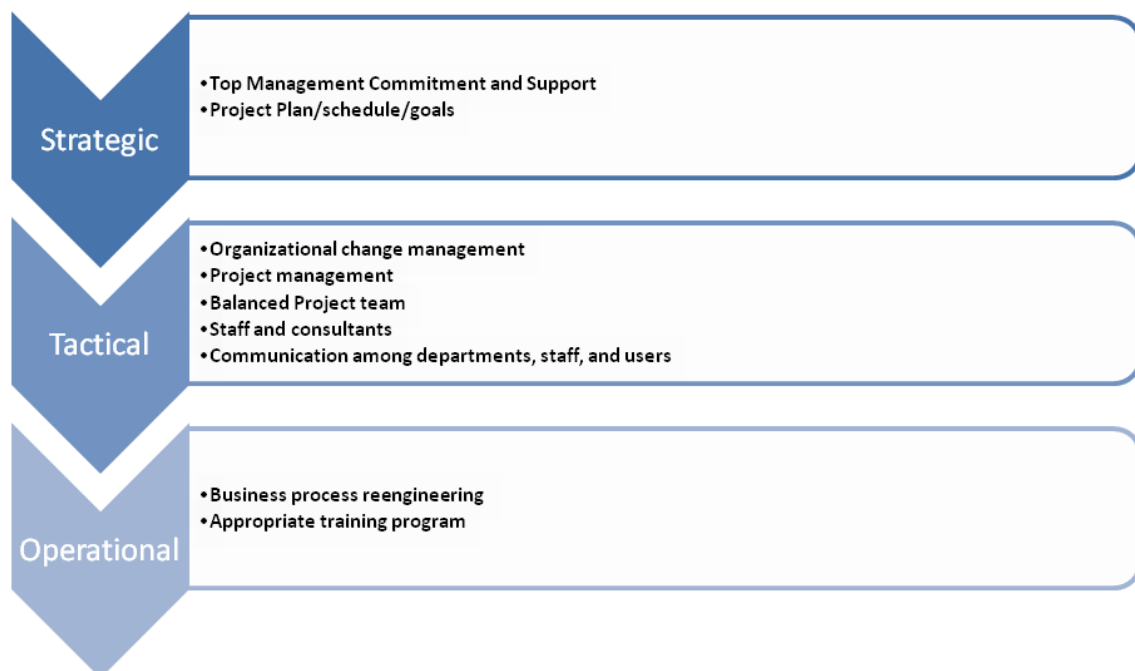 Strategic
•Top Management Commitment and Support
•Project Plan/schedule/goals
Tactical
•Organizational change management
•Project management
•Balanced Project team
•Staff and consultants
•Communication among departments, staff, and users
Operational
•Business process reengineering
•Appropriate training program